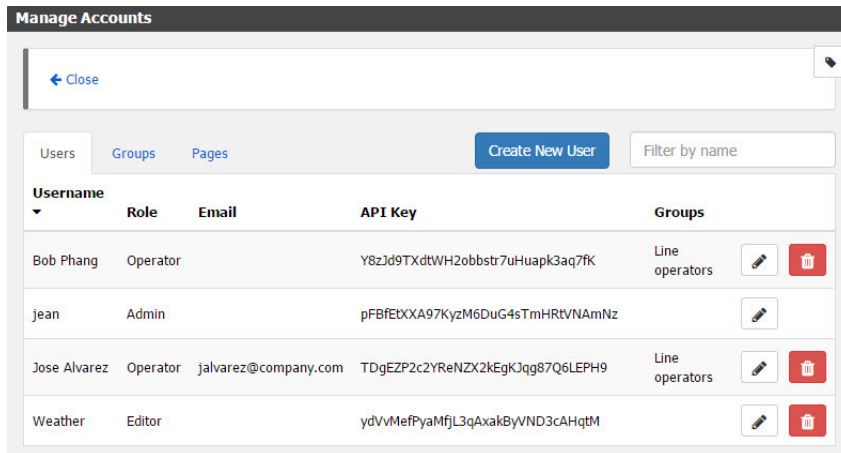 Manage Accounts
Close
Users Groups Pages Create New User Filter by name
Username
Role Email API Key Groups
Bob Phang Operator Y8zJd9TXdtWH2obbstr7uHuapk3aq7fK Line operators
jean Admin pFBfEtXXA97KyzM6DuG4sTmHRtVNAmNz
Jose Alvarez Operator jalvarez@company.com TDgEZP2c2YReNZX2kEgKJqg87Q6LEPH9 Line operators
Weather Editor ydVvMefPyaMfjL3qAxakByVND3cAHqtM